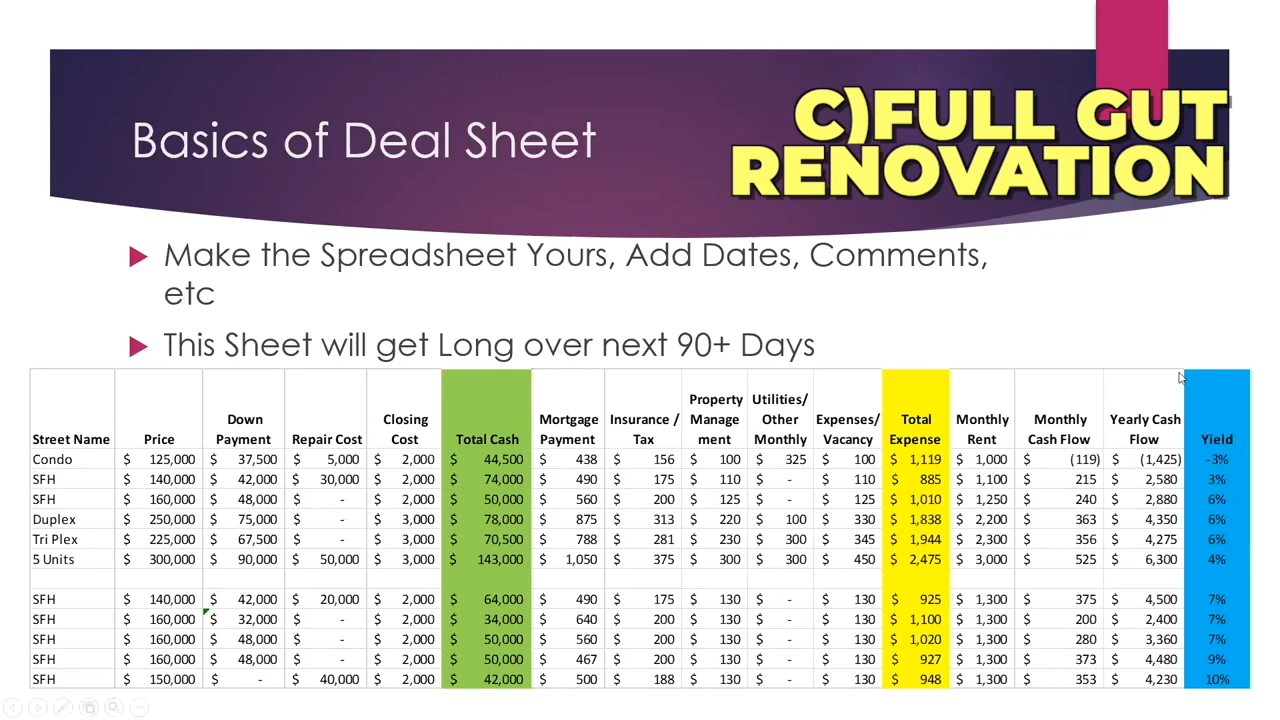 C)FULL GUT
RENOVATION
Basics of Deal Sheet
Make the Spreadsheet Yours, Add Dates, Comments,
etc
This Sheet will get Long over next 90+ Days
Street Name Price Down Payment Repair Cost Closing Cost Total Cash Mortgage Payment Insurance / Tax Property Manage ment Utilities/ Other Monthly Expenses/ Vacancy Total Expense Monthly Rent Monthly Cash Flow Yearly Cash Flow Yield
Condo $ 125,000 $ 37,500 $ 5,000 $ 2,000 $ 44,500 $ 438 $ 156 $ 100 $ 325 $ 100 $ 1,119 $ 1,000 $ (119) $ (1,425) -3%
SFH $ 140,000 $ 42,000 $ 30,000 $ 2,000 $ 74,000 $ 490 $ 175 $ 110 $ - $ 110 $ 885 $ 1,100 $ 215 $ 2,580 3%
SFH $ 160,000 $ 48,000 $ - $ 2,000 $ 50,000 $ 560 $ 200 $ 125 $ - $ 125 $ 1,010 $ 1,250 $ 240 $ 2,880 6%
Duplex $ 250,000 $ 75,000 $ - $ 3,000 $ 78,000 $ 875 $ 313 $ 220 $ 100 $ 330 $ 1,838 $ 2,200 $ 363 $ 4,350 6%
Tri Plex $ 225,000 $ 67,500 $ - $ 3,000 $ 70,500 $ 788 $ 281 $ 230 $ 300 $ 345 $ 1,944 $ 2,300 $ 356 $ 4,275 6%
5 Units $ 300,000 $ 90,000 $ 50,000 $ 3,000 $ 143,000 $ 1,050 $ 375 $ 300 $ 300 $ 450 $ 2,475 $ 3,000 $ 525 $ 6,300 4%
SFH $ 140,000 $ 42,000 $ 20,000 $ 2,000 $ 64,000 $ 490 $ 175 $ 130 $ - $ 130 $ 925 $ 1,300 $ 375 $ 4,500 7%
SFH $ 160,000 $ 32,000 $ - $ 2,000 $ 34,000 $ 640 $ 200 $ 130 $ - $ 130 $ 1,100 $ 1,300 $ 200 $ 2,400 7%
SFH $ 160,000 $ 48,000 $ - $ 2,000 $ 50,000 $ 560 $ 200 $ 130 $ - $ 130 $ 1,020 $ 1,300 $ 280 $ 3,360 7%
SFH $ 160,000 $ 48,000 $ - $ 2,000 $ 50,000 $ 467 $ 200 $ 130 $ - $ 130 $ 927 $ 1,300 $ 373 $ 4,480 9%
SFH $ 150,000 $ - $ 40,000 $ 2,000 $ 42,000 $ 500 $ 188 $ 130 $ - $ 130 $ 948 $ 1,300 $ 353 $ 4,230 10%